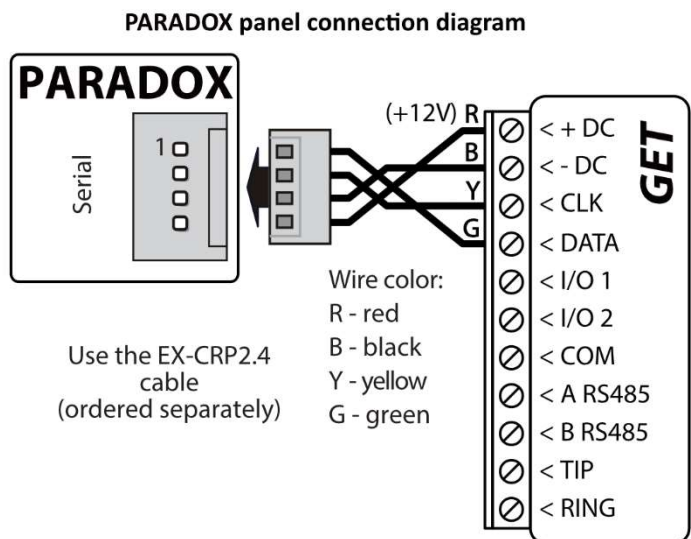 PARADOX panel connection diagram
PARADOX
Serial
1
(+12V) R
B
Y
G
Wire color:
R - red
B - black
Y - yellow
G - green
Use the EX-CRP2.4
cable
(ordered separately)
GET
< + DC
< - DC
< CLK
< DATA
< I/O 1
< I/O 2
< COM
< A RS485
< B RS485
< TIP
< RING